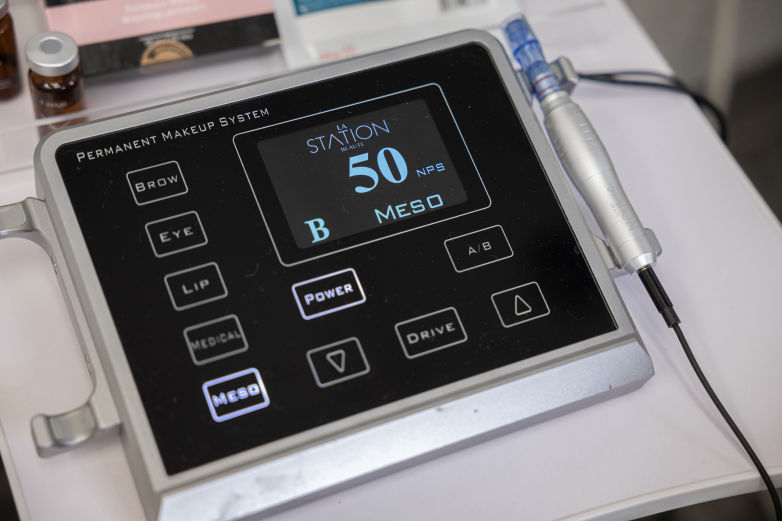 PERMANENT MAKEUP SYSTEM
LA
STATION
BEAUTÉ
50 NPS
B MESO
BROW
EYE
LIP
MEDICAL
MESO
POWER
A/B
DRIVE